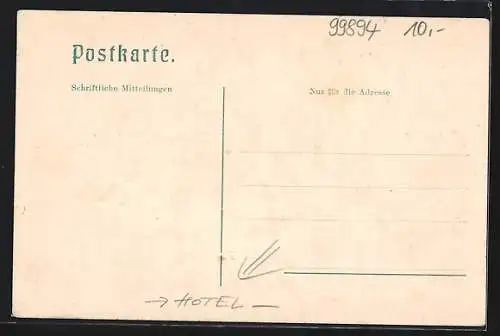 99894 10,-
Postkarte.
Schriftliche Mitteilungen
Nur für die Adresse
→ HOTEL —